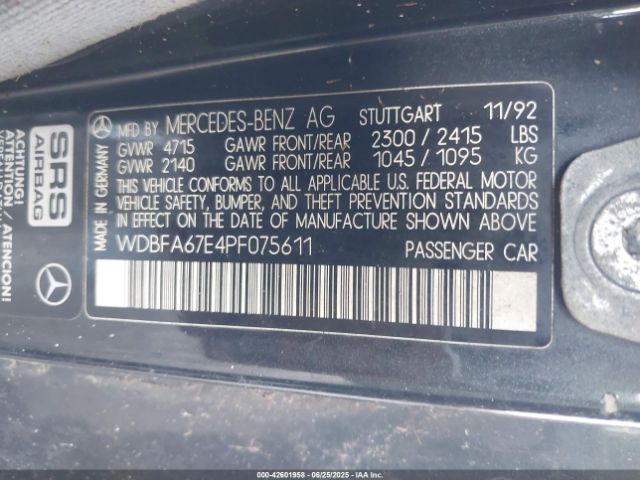 ACHTUNG!
ATTENTION/
ATTENZIONE!
SRS
AIRBAG
MADE IN GERMANY
MFD BY MERCEDES-BENZ AG STUTTGART 11/92
GVWR 4715 GAWR FRONT/REAR 2300 / 2415 LBS
GVWR 2140 GAWR FRONT/REAR 1045 / 1095 KG
THIS VEHICLE CONFORMS TO ALL APPLICABLE U.S. FEDERAL MOTOR
VEHICLE SAFETY, BUMPER, AND THEFT PREVENTION STANDARDS
IN EFFECT ON THE DATE OF MANUFACTURE SHOWN ABOVE
WDBFA67E4PF075611 PASSENGER CAR
000-42601958 - 06/25/2025 - IAAI, Inc.